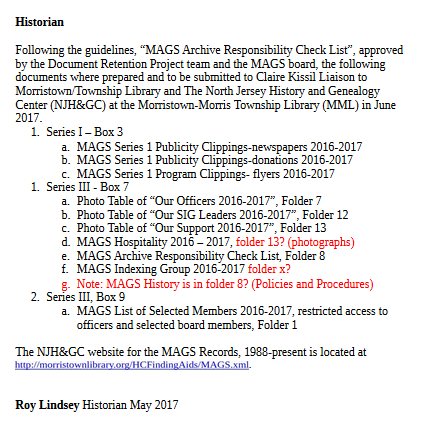 Historian
Following the guidelines, “MAGS Archive Responsibility Check List”, approved
by the Document Retention Project team and the MAGS board, the following
documents where prepared and to be submitted to Claire Kissil Liaison to
Morristown/Township Library and The North Jersey History and Genealogy
Center (NJH&GC) at the Morristown-Morris Township Library (MML) in June
2017.
1. Series I – Box 3
a. MAGS Series 1 Publicity Clippings-newspapers 2016-2017
b. MAGS Series 1 Publicity Clippings-donations 2016-2017
c. MAGS Series 1 Program Clippings- flyers 2016-2017
1. Series III - Box 7
a. Photo Table of “Our Officers 2016-2017”, Folder 7
b. Photo Table of “Our SIG Leaders 2016-2017”, Folder 12
c. Photo Table of “Our Support 2016-2017”, Folder 13
d. MAGS Hospitality 2016 – 2017, folder 13? (photographs)
e. MAGS Archive Responsibility Check List, Folder 8
f. MAGS Indexing Group 2016-2017 folder x?
g. Note: MAGS History is in folder 8? (Policies and Procedures)
2. Series III, Box 9
a. MAGS List of Selected Members 2016-2017, restricted access to
officers and selected board members, Folder 1
The NJH&GC website for the MAGS Records, 1988-present is located at
http://morristownlibrary.org/HCFindingAids/MAGS.xml.
Roy Lindsey Historian May 2017